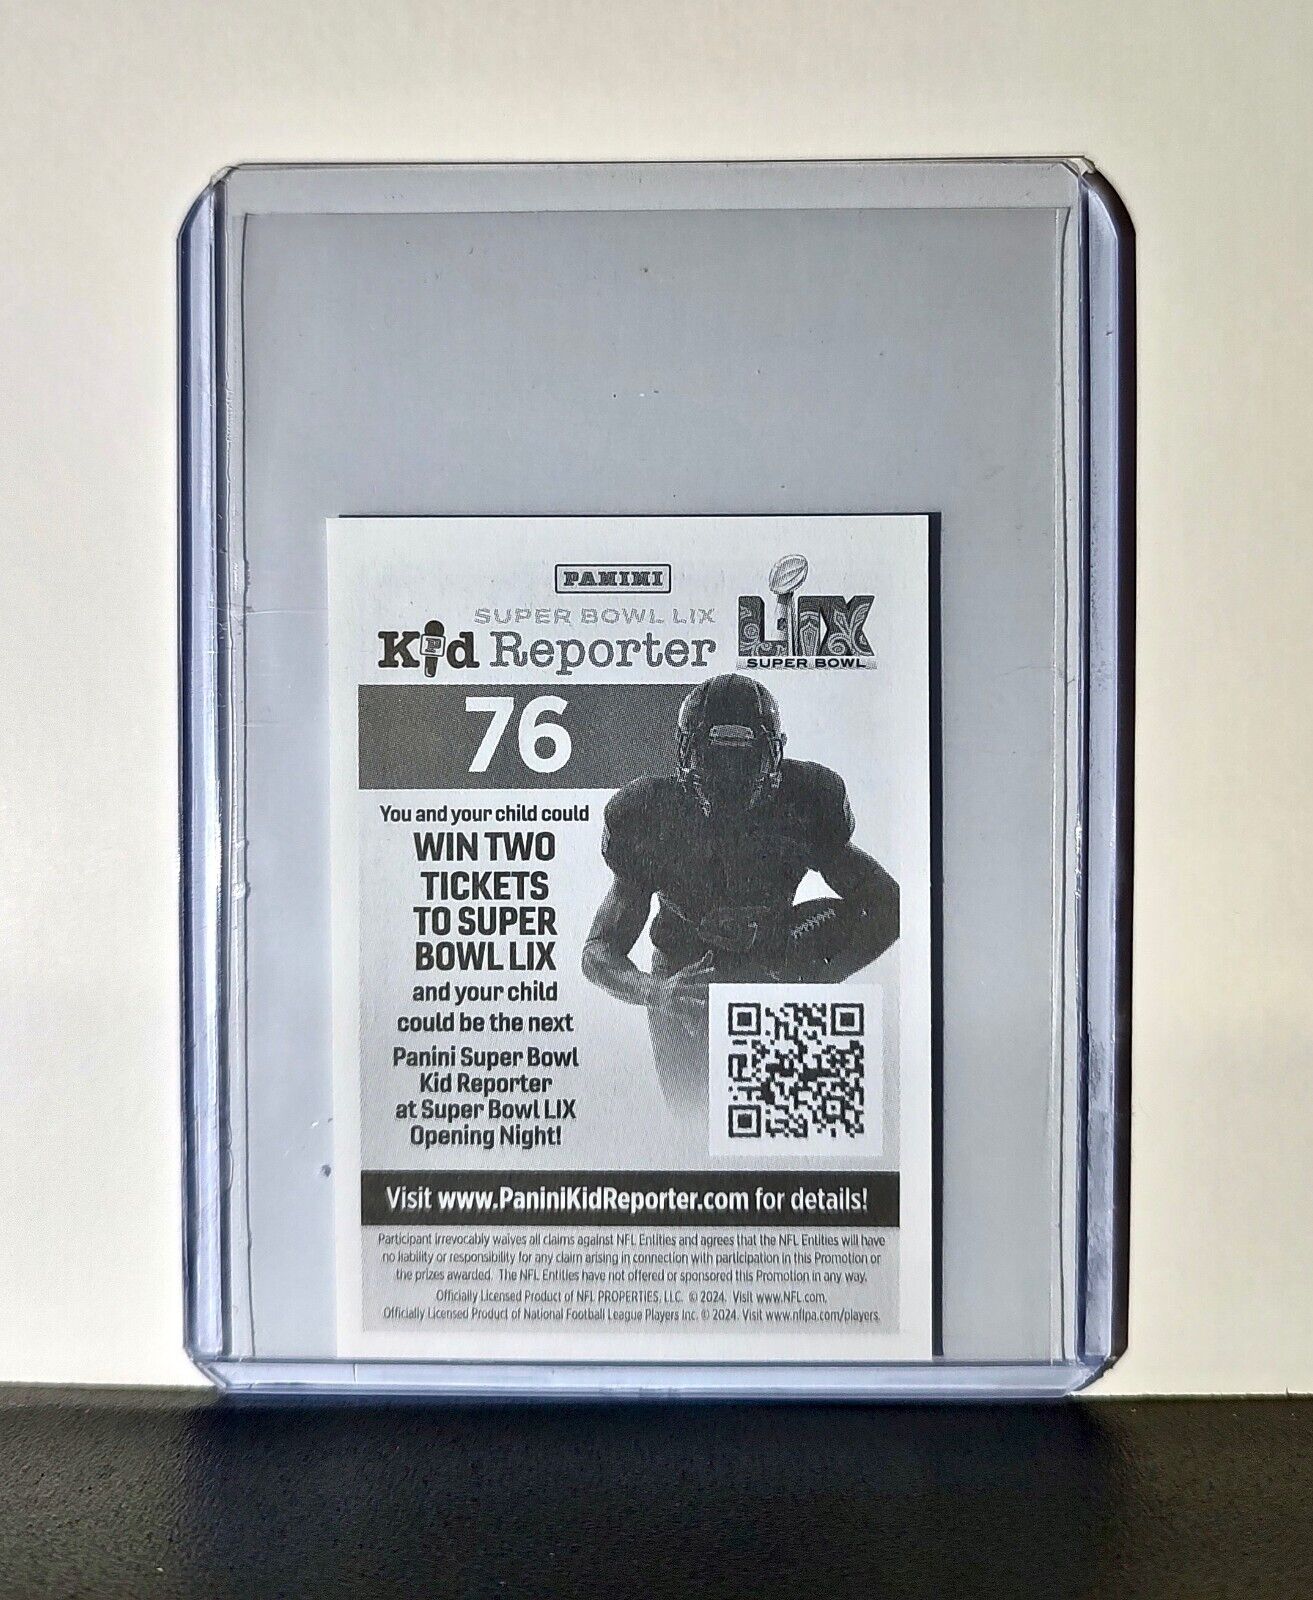 PANINI
SUPER BOWL LIX
Kid Reporter
LIX
SUPER BOWL
76
You and your child could
WIN TWO
TICKETS
TO SUPER
BOWL LIX
and your child
could be the next
Panini Super Bowl
Kid Reporter
at Super Bowl LIX
Opening Night!
Visit www.PaniniKidReporter.com for details!
Participant irrevocably waives all claims against NFL Entities and agrees that the NFL Entities will have
no liability or responsibility for any claim arising in connection with participation in this Promotion or
the prizes awarded. The NFL Entities have not offered or sponsored this Promotion in any way.
Officially Licensed Product of NFL PROPERTIES, LLC. © 2024. Visit www.NFL.com.
Officially Licensed Product of National Football League Players Inc. © 2024. Visit www.nflpa.com/players.